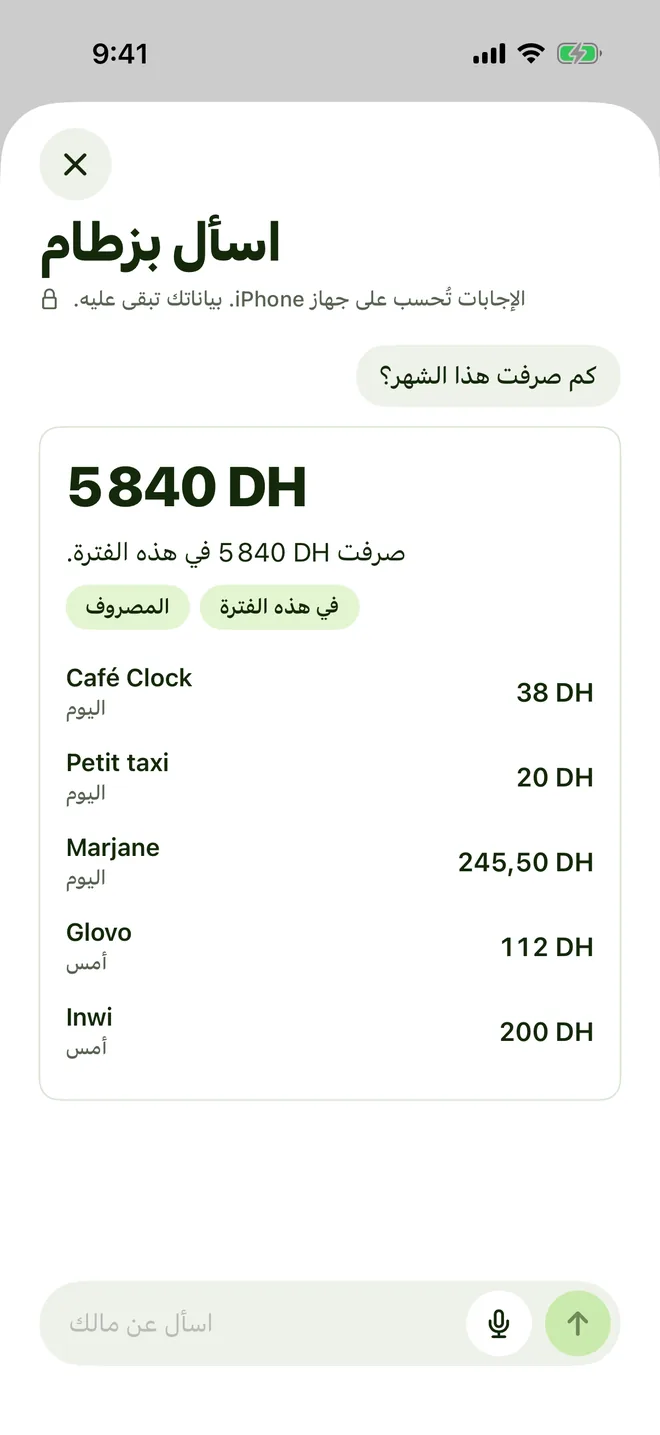 9:41
اسأل بزطام
الإجابات تُحسب على جهاز iPhone. بياناتك تبقى عليه.
كم صرفت هذا الشهر؟
5 840 DH
صرفت 5 840 DH في هذه الفترة.
المصروف
في هذه الفترة
Café Clock
اليوم
38 DH
Petit taxi
اليوم
20 DH
Marjane
اليوم
245,50 DH
Glovo
أمس
112 DH
Inwi
أمس
200 DH
اسأل عن مالك